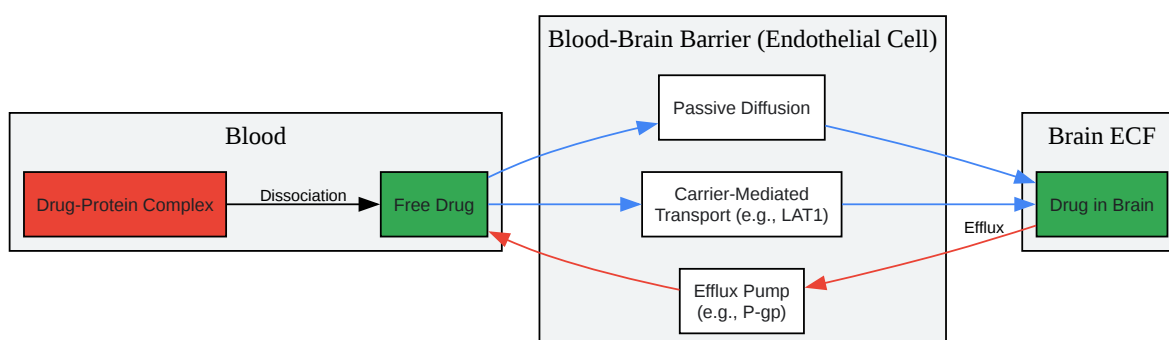 Blood-Brain Barrier (Endothelial Cell)
Passive Diffusion
Blood
Brain ECF
Drug-Protein Complex
Dissociation
Free Drug
Carrier-Mediated
Transport (e.g., LAT1)
Drug in Brain
Efflux
Efflux Pump
(e.g., P-gp)